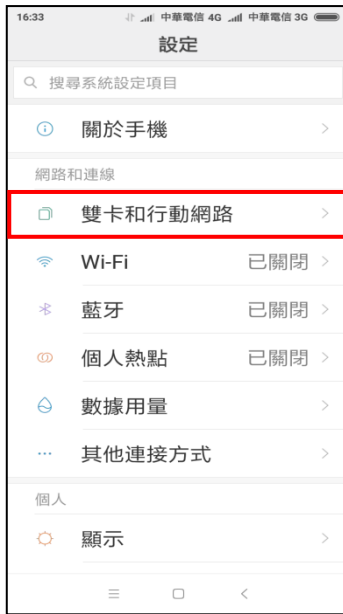 16:33 中華電信 4G 中華電信 3G
設定
搜尋系統設定項目
關於手機
網路和連線
雙卡和行動網路
Wi-Fi 已關閉
藍牙 已關閉
個人熱點 已關閉
數據用量
其他連接方式
個人
顯示